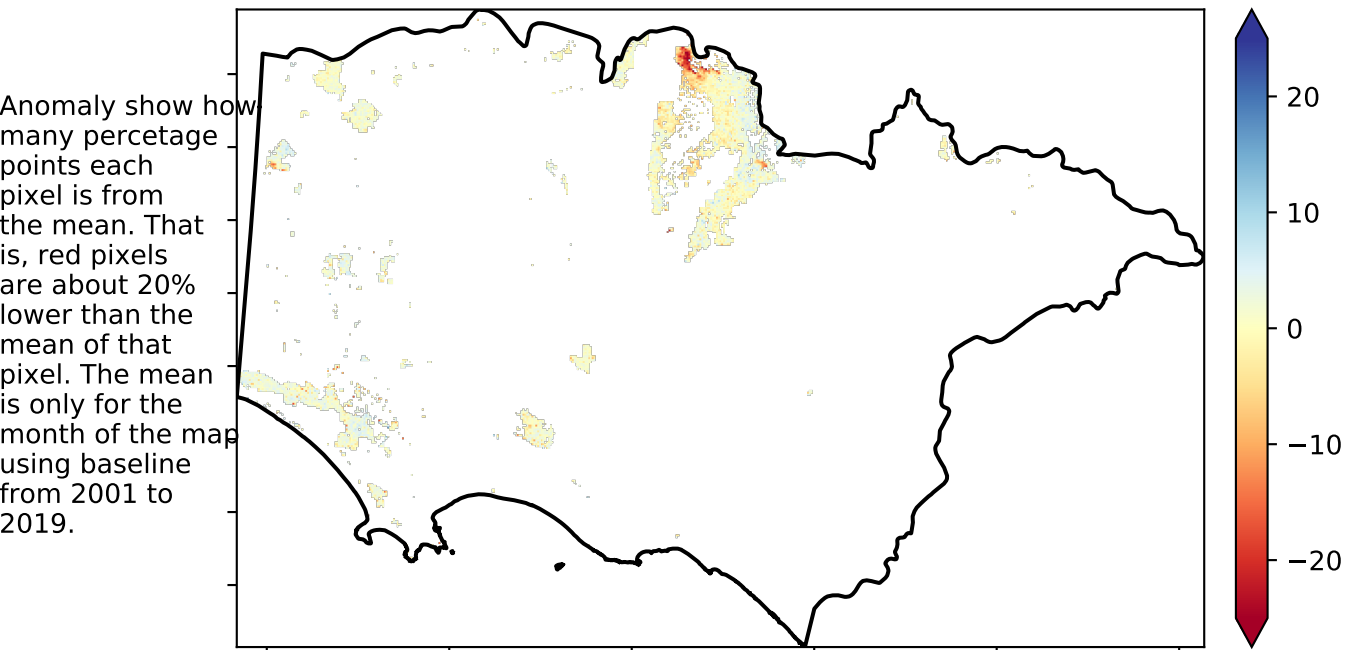 Anomaly show how
many percetage
points each
pixel is from
the mean. That
is, red pixels
are about 20%
lower than the
mean of that
pixel. The mean
is only for the
month of the map
using baseline
from 2001 to
2019.
20
10
0
−10
−20